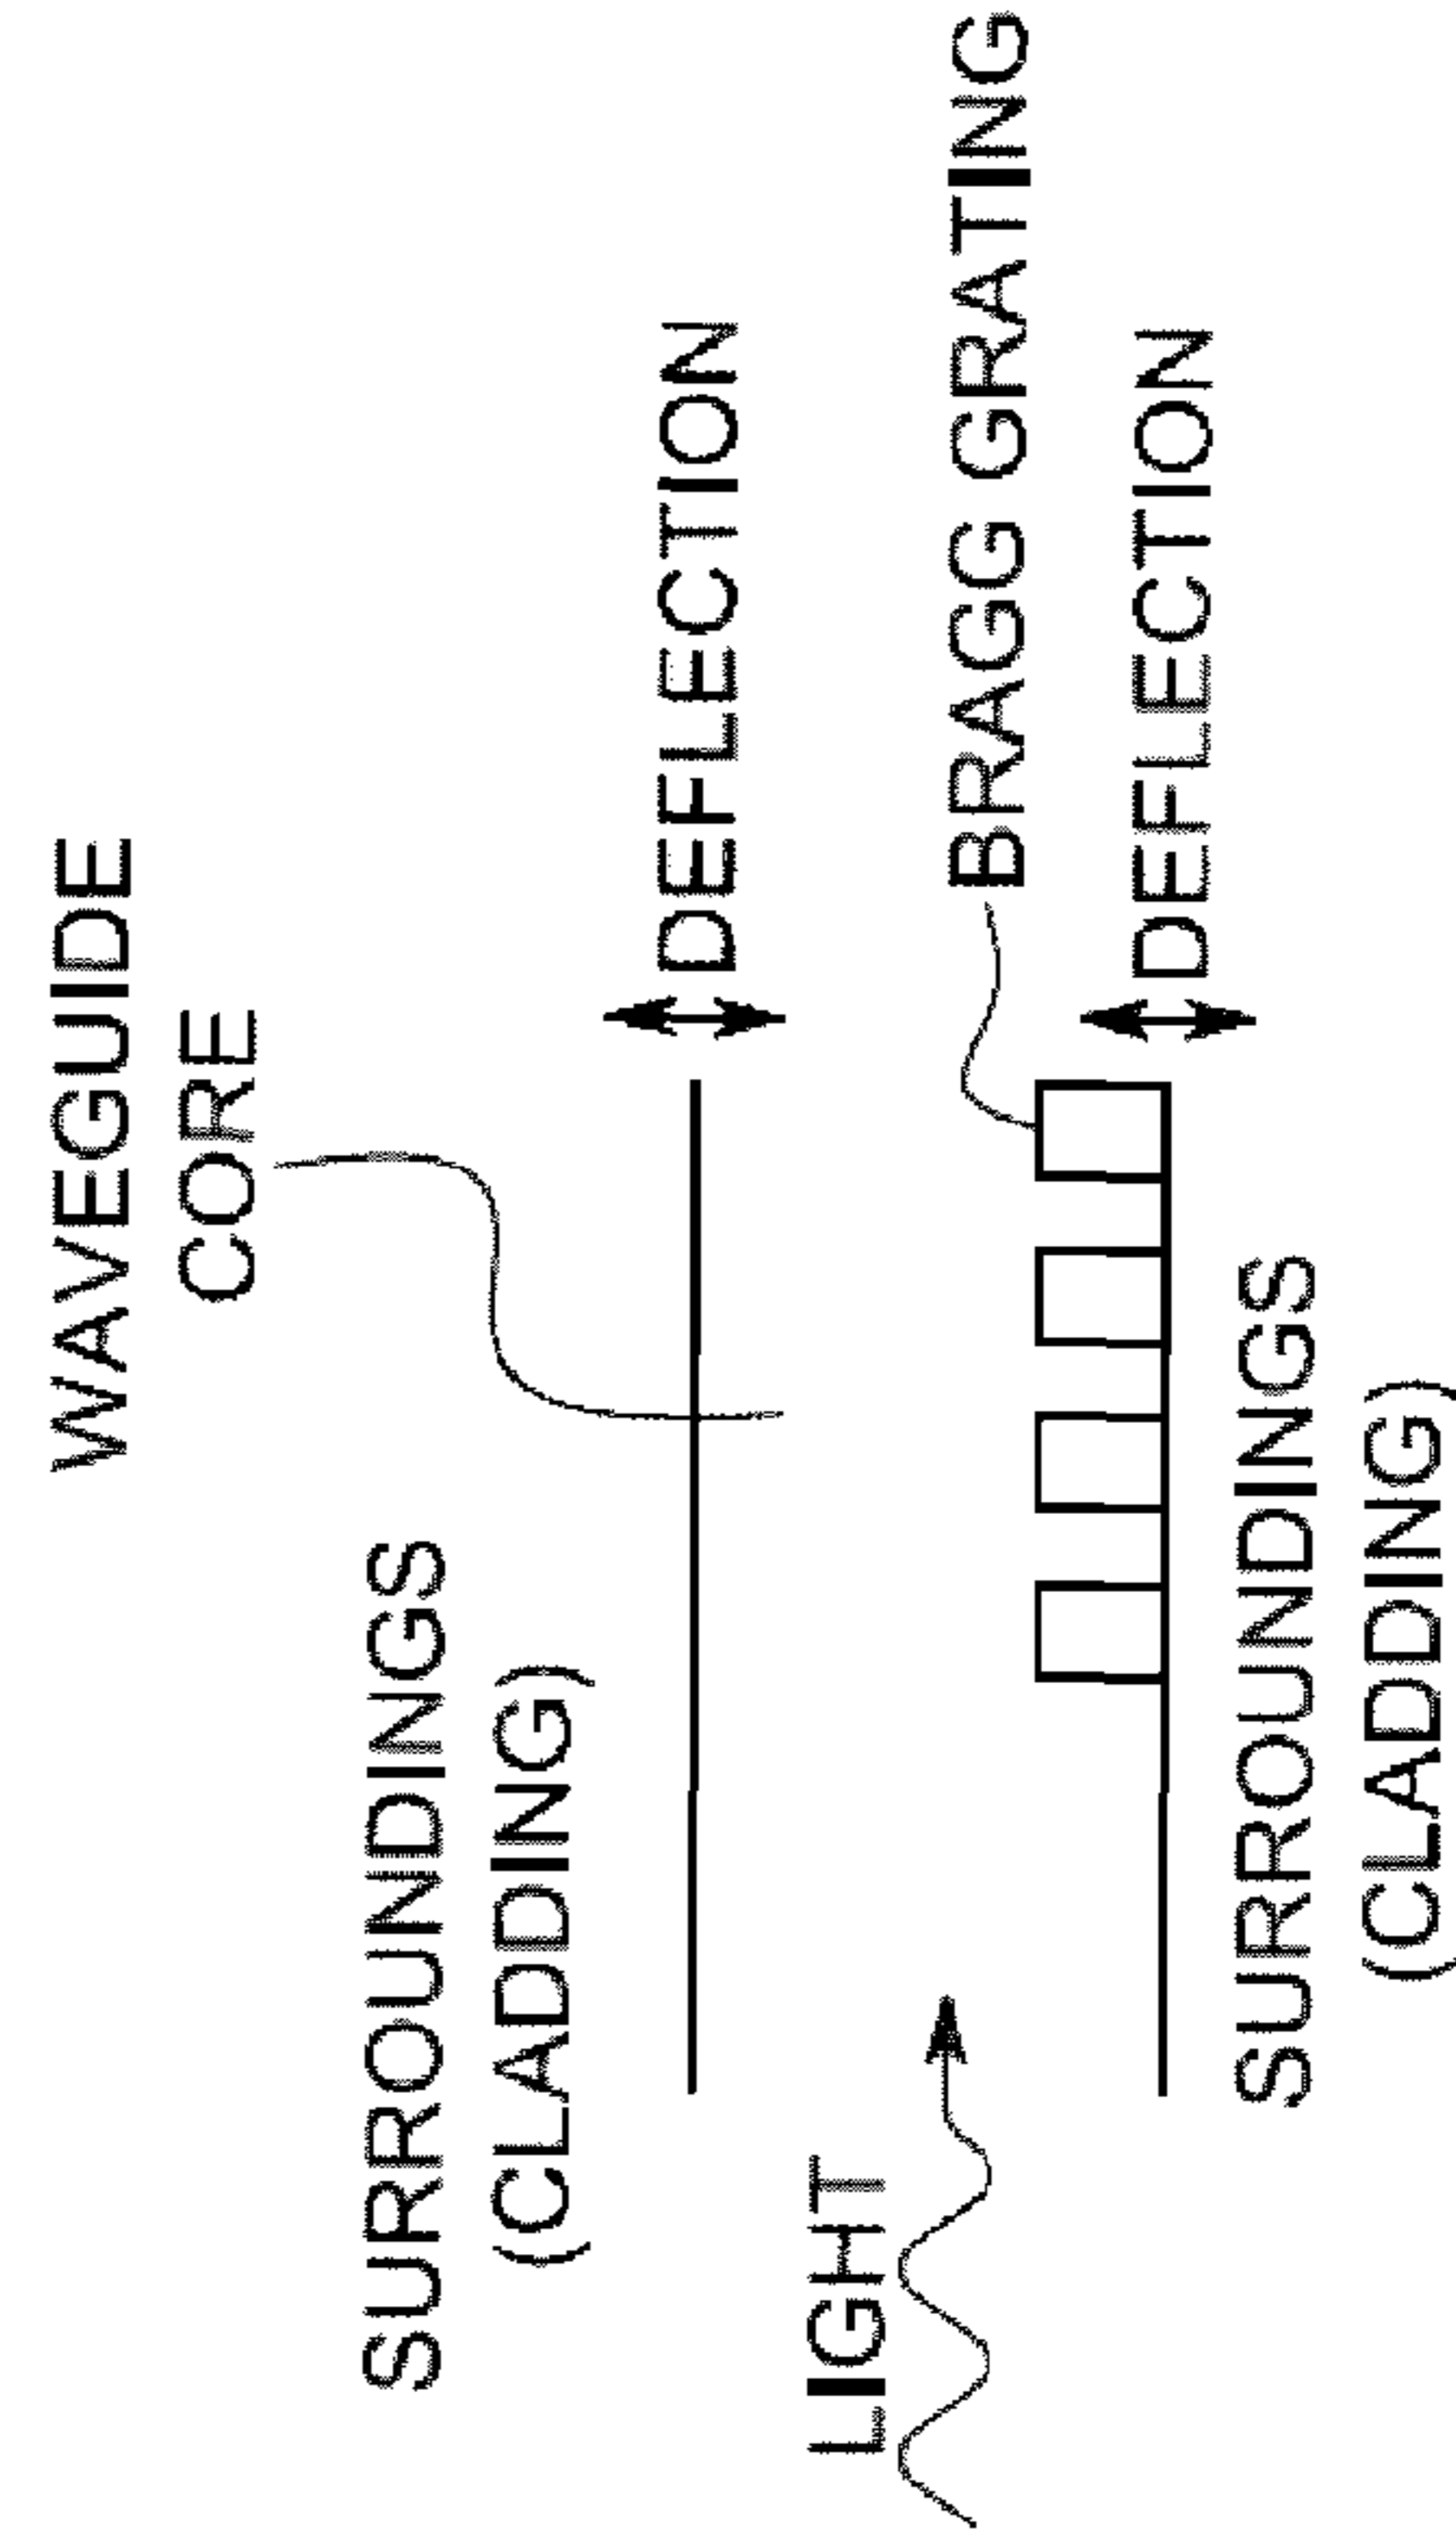 WAVEGUIDE
CORE
SURROUNDINGS
(CLADDING)
DEFLECTION
LIGHT
BRAGG GRATING
DEFLECTION
SURROUNDINGS
(CLADDING)